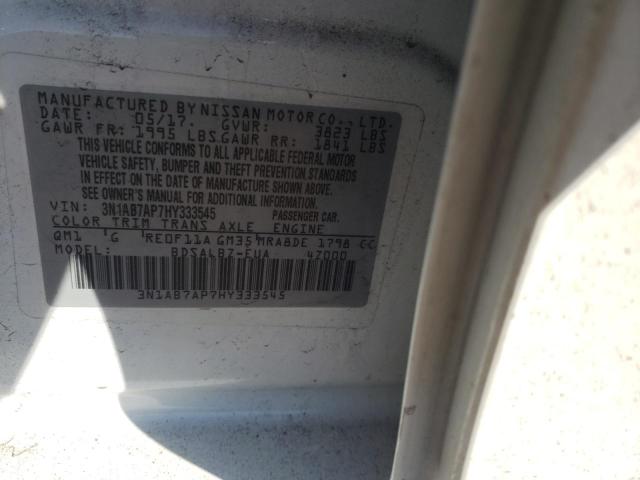 MANUFACTURED BY NISSAN MOTOR CO., LTD.
DATE: 05/17. GVWR: 3823 LBS
GAWR FR: 1995 LBS GAWR RR: 1841 LBS
THIS VEHICLE CONFORMS TO ALL APPLICABLE FEDERAL MOTOR
VEHICLE SAFETY, BUMPER AND THEFT PREVENTION STANDARDS
IN EFFECT ON THE DATE OF MANUFACTURE SHOWN ABOVE.
SEE OWNER'S MANUAL FOR ADDITIONAL INFORMATION
VIN: 3N1AB7AP7HY333545 PASSENGER CAR.
COLOR TRIM TRANS AXLE ENGINE
QM1 G RE0F11A GM35 MRA8DE 1798 CC
MODEL: BDSALBZ-EUA 47000
3N1AB7AP7HY333545